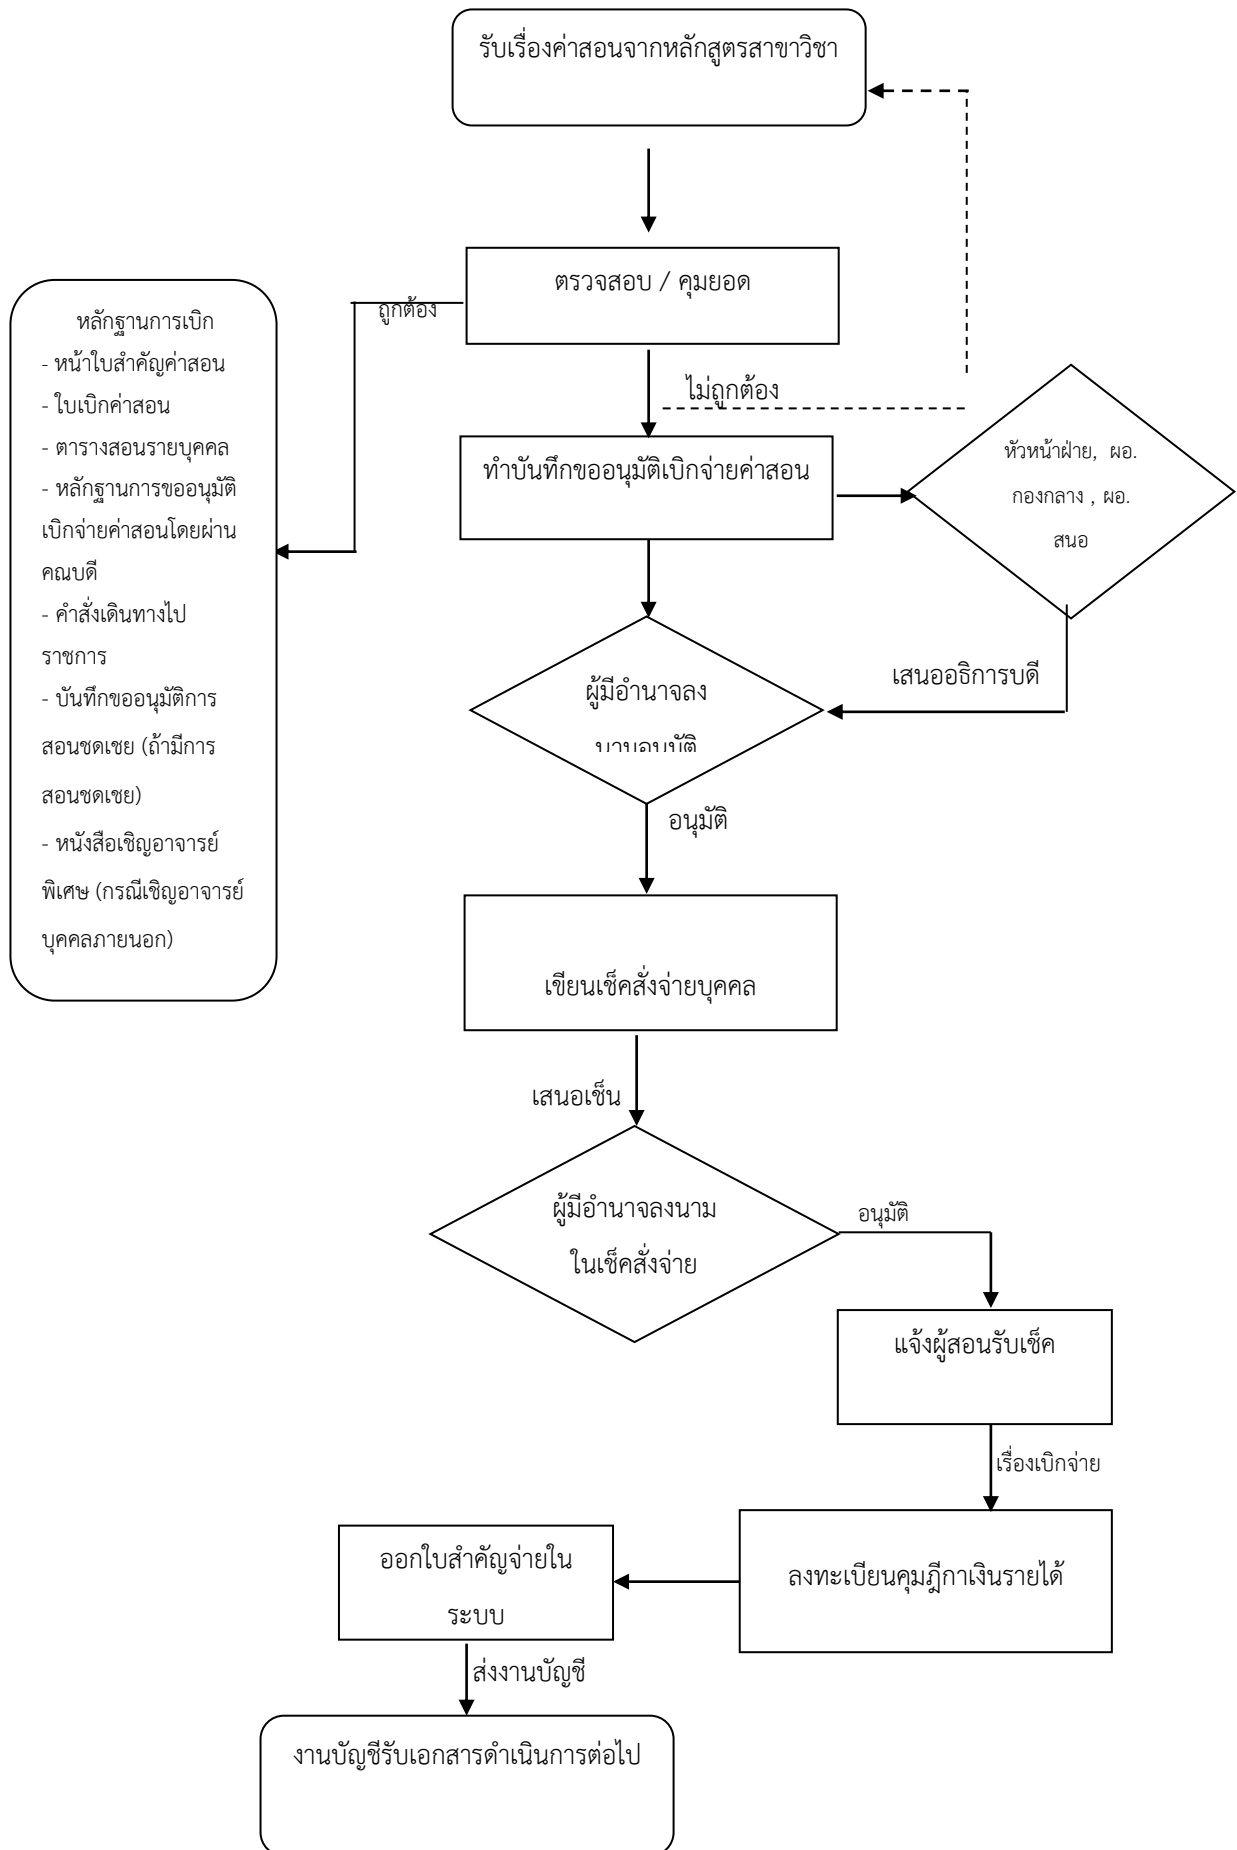 รับเรื่องค่าสอนจากหลักสูตรสาขาวิชา
ตรวจสอบ / คุมยอด
ถูกต้อง
หลักฐานการเบิก
- หน้าใบสำคัญค่าสอน
- ใบเบิกค่าสอน
- ตารางสอนรายบุคคล
- หลักฐานการขออนุมัติ
เบิกจ่ายค่าสอนโดยผ่าน
คณบดี
- คำสั่งเดินทางไป
ราชการ
- บันทึกขออนุมัติการ
สอนชดเชย (ถ้ามีการ
สอนชดเชย)
- หนังสือเชิญอาจารย์
พิเศษ (กรณีเชิญอาจารย์
บุคคลภายนอก)
ไม่ถูกต้อง
ทำบันทึกขออนุมัติเบิกจ่ายค่าสอน
หัวหน้าฝ่าย, ผอ.
กองกลาง , ผอ.
สนอ
เสนออธิการบดี
ผู้มีอำนาจลง
อนุมัติ
เขียนเช็คสั่งจ่ายบุคคล
เสนอเช็น
ผู้มีอำนาจลงนาม
ในเช็คสั่งจ่าย
อนุมัติ
แจ้งผู้สอนรับเช็ค
เรื่องเบิกจ่าย
ลงทะเบียนคุมฎีกาเงินรายได้
ออกใบสำคัญจ่ายใน
ระบบ
ส่งงานบัญชี
งานบัญชีรับเอกสารดำเนินการต่อไป